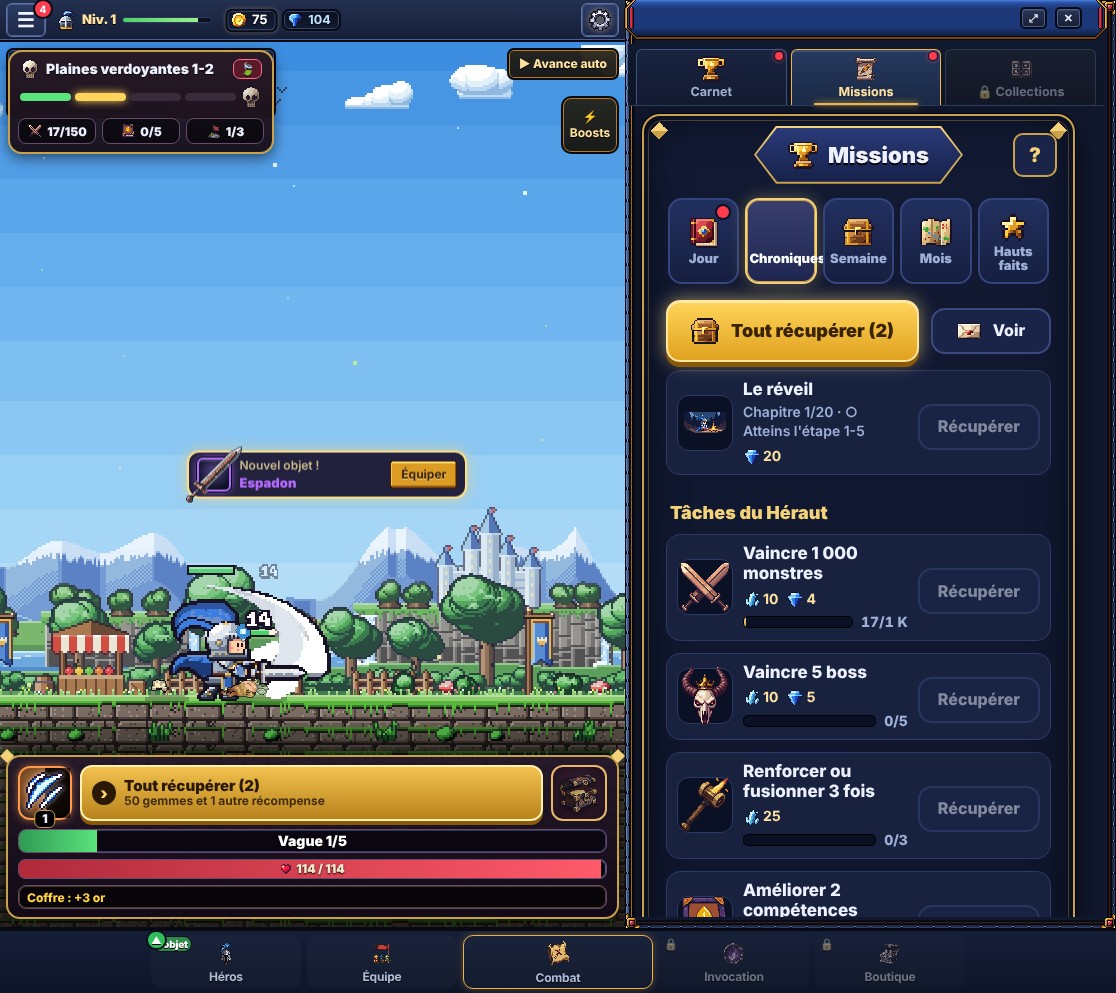 4
Niv. 1
75
104
Plaines verdoyantes 1-2
17/150
0/5
1/3
Avance auto
Boosts
Nouvel objet !
Espadon
Équiper
14
14
1
Tout récupérer (2)
50 gemmes et 1 autre récompense
Vague 1/5
114 / 114
Coffre : +3 or
Carnet
Missions
Collections
Missions
?
Jour
Chroniques
Semaine
Mois
Hauts
faits
Tout récupérer (2)
Voir
Le réveil
Chapitre 1/20 · O
Atteins l'étape 1-5
Récupérer
20
Tâches du Héraut
Vaincre 1 000
monstres
10 4
17/1 K
Récupérer
Vaincre 5 boss
10 5
0/5
Récupérer
Renforcer ou
fusionner 3 fois
25
0/3
Récupérer
Améliorer 2
compétences
objet
Héros
Équipe
Combat
Invocation
Boutique